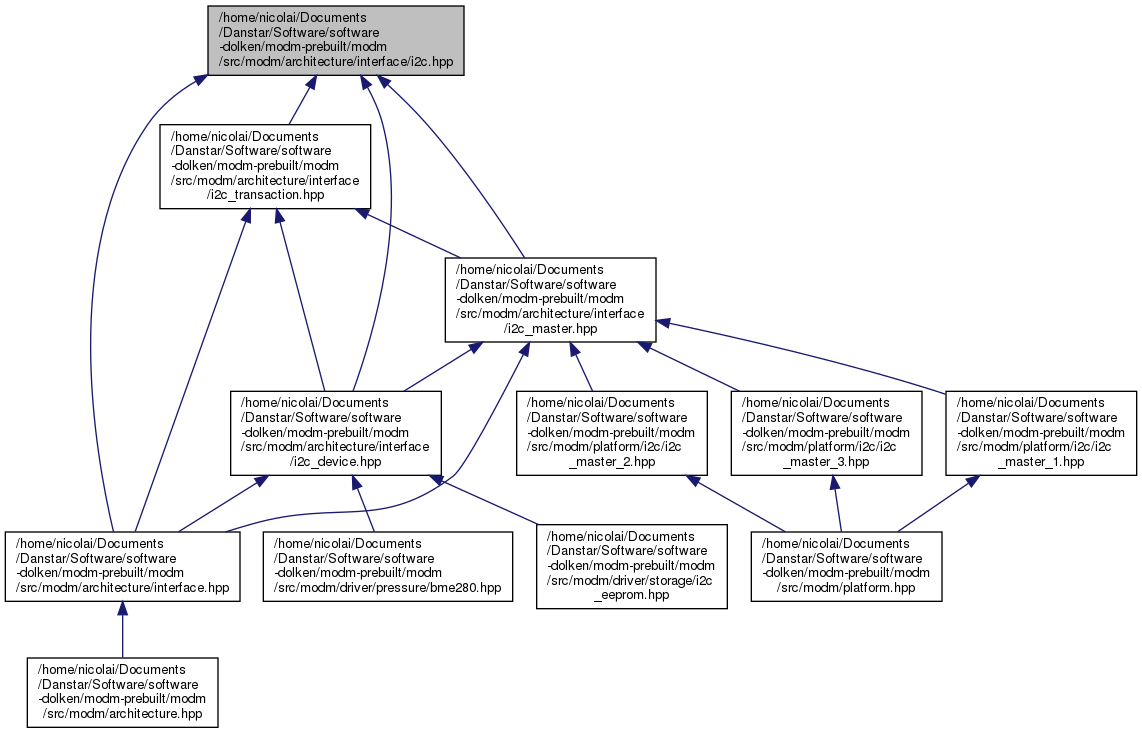 /home/nicolai/Documents
/Danstar/Software/software
-dolken/modm-prebuilt/modm
/src/modm/architecture/interface/i2c.hpp
/home/nicolai/Documents
/Danstar/Software/software
-dolken/modm-prebuilt/modm
/src/modm/architecture/interface
/i2c_transaction.hpp
/home/nicolai/Documents
/Danstar/Software/software
-dolken/modm-prebuilt/modm
/src/modm/architecture/interface
/i2c_master.hpp
/home/nicolai/Documents
/Danstar/Software/software
-dolken/modm-prebuilt/modm
/src/modm/architecture/interface
/i2c_device.hpp
/home/nicolai/Documents
/Danstar/Software/software
-dolken/modm-prebuilt/modm
/src/modm/platform/i2c/i2c
_master_2.hpp
/home/nicolai/Documents
/Danstar/Software/software
-dolken/modm-prebuilt/modm
/src/modm/platform/i2c/i2c
_master_3.hpp
/home/nicolai/Documents
/Danstar/Software/software
-dolken/modm-prebuilt/modm
/src/modm/platform/i2c/i2c
_master_1.hpp
/home/nicolai/Documents
/Danstar/Software/software
-dolken/modm-prebuilt/modm
/src/modm/architecture/interface.hpp
/home/nicolai/Documents
/Danstar/Software/software
-dolken/modm-prebuilt/modm
/src/modm/driver/pressure/bme280.hpp
/home/nicolai/Documents
/Danstar/Software/software
-dolken/modm-prebuilt/modm
/src/modm/driver/storage/i2c
_eeprom.hpp
/home/nicolai/Documents
/Danstar/Software/software
-dolken/modm-prebuilt/modm
/src/modm/platform.hpp
/home/nicolai/Documents
/Danstar/Software/software
-dolken/modm-prebuilt/modm
/src/modm/architecture.hpp